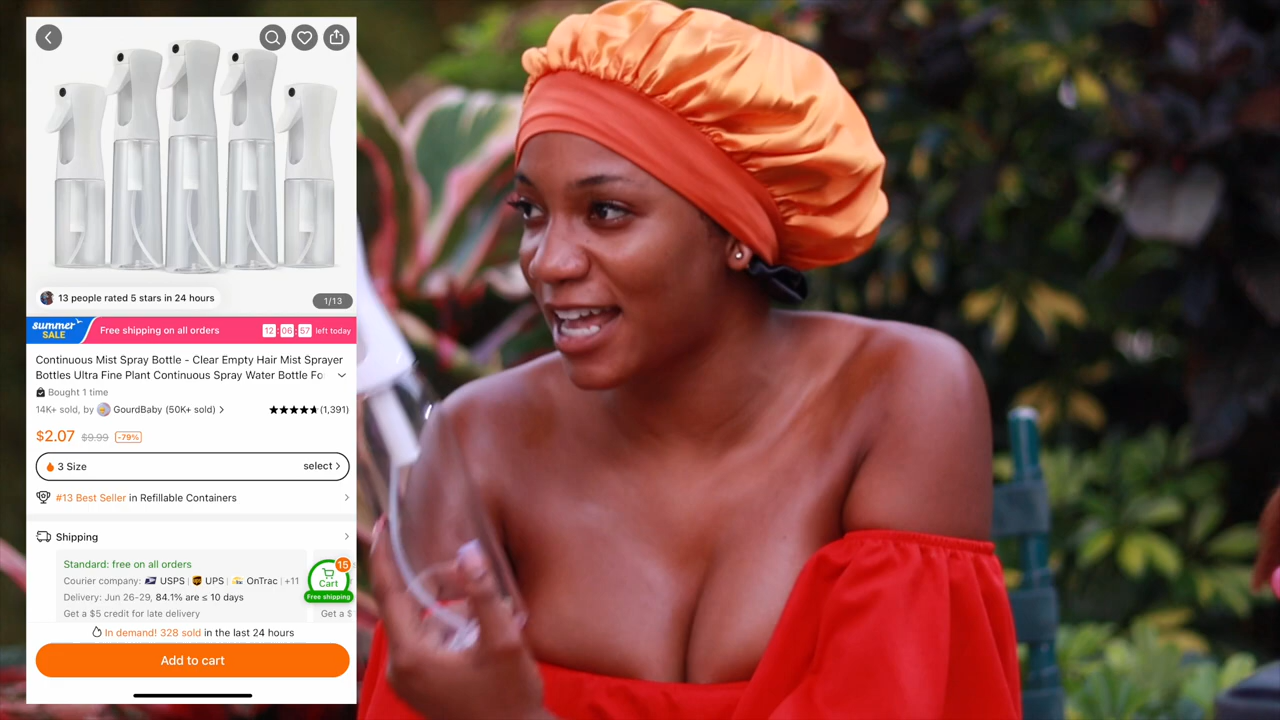 13 people rated 5 stars in 24 hours
1/13
summer
SALE
Free shipping on all orders
12:06:57 left today
Continuous Mist Spray Bottle - Clear Empty Hair Mist Sprayer
Bottles Ultra Fine Plant Continuous Spray Water Bottle Fo
Bought 1 time
14K+ sold, by GourdBaby (50K+ sold)
(1,391)
$2.07 $9.99 -79%
3 Size
select
#13 Best Seller in Refillable Containers
Shipping
Standard: free on all orders
Courier company: USPS | UPS | OnTrac | +11
Delivery: Jun 26-29, 84.1% are ≤ 10 days
Get a $5 credit for late delivery
Get a $
15
Cart
Free shipping
In demand! 328 sold in the last 24 hours
Add to cart